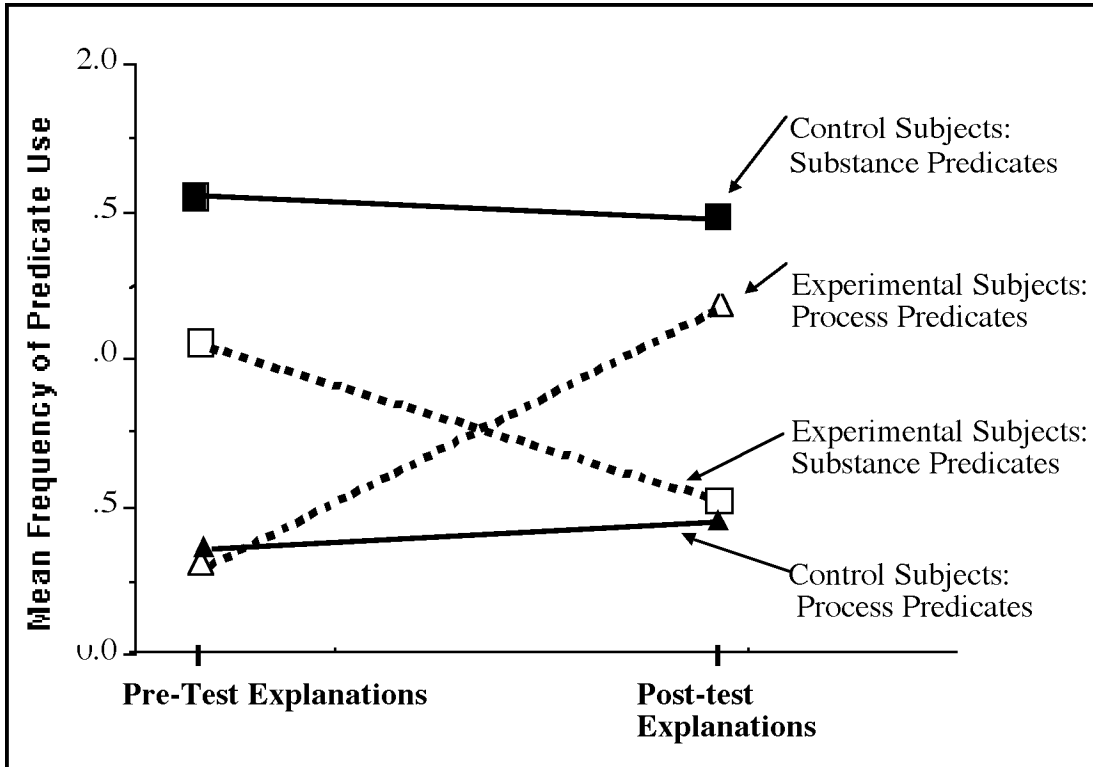 Mean Frequency of Predicate Use
2.0
.5
.0
.5
0.0
Control Subjects:
Substance Predicates
Experimental Subjects:
Process Predicates
Experimental Subjects:
Substance Predicates
Control Subjects:
Process Predicates
Pre-Test Explanations
Post-test
Explanations